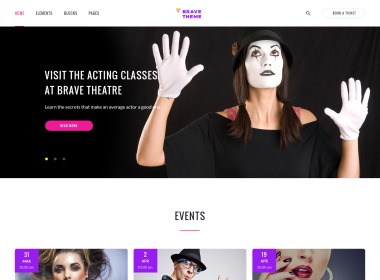 HOME ELEMENTS BLOCKS PAGES
BRAVE
THEME
BOOK A TICKET
VISIT THE ACTING CLASSES
AT BRAVE THEATRE
Learn the secrets that make an average actor a good one.
READ MORE
EVENTS
31
MAR
2
APR
19
APR